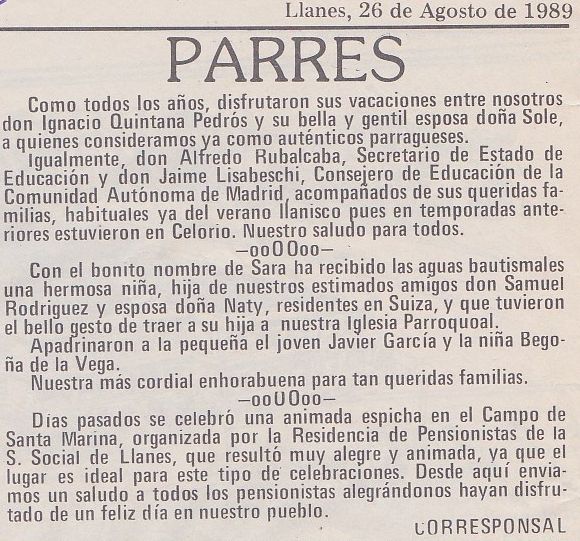 Llanes, 26 de Agosto de 1989
PARRES
Como todos los años, disfrutaron sus vacaciones entre nosotros
don Ignacio Quintana Pedrós y su bella y gentil esposa doña Sole,
a quienes consideramos ya como auténticos parragueses.
Igualmente, don Alfredo Rubalcaba, Secretario de Estado de
Educación y don Jaime Lisabeschi, Consejero de Educación de la
Comunidad Autónoma de Madrid, acompañados de sus queridas fa-
milias, habituales ya del verano llanisco pues en temporadas ante-
riores estuvieron en Celorio. Nuestro saludo para todos.
—ooOOoo—
Con el bonito nombre de Sara ha recibido las aguas bautismales
una hermosa niña, hija de nuestros estimados amigos don Samuel
Rodriguez y esposa doña Naty, residentes en Suiza, y que tuvieron
el bello gesto de traer a su hija a nuestra Iglesia Parroquoal.
Apadrinaron a la pequeña el joven Javier García y la niña Bego-
ña de la Vega.
Nuestra más cordial enhorabuena para tan queridas familias.
—ooUOoo—
Días pasados se celebró una animada espicha en el Campo de
Santa Marina, organizada por la Residencia de Pensionistas de la
S. Social de Llanes, que resultó muy alegre y animada, ya que el
lugar es ideal para este tipo de celebraciones. Desde aquí envia-
mos un saludo a todos los pensionistas alegrándonos hayan disfru-
tado de un feliz día en nuestro pueblo.
CORRESPONSAL